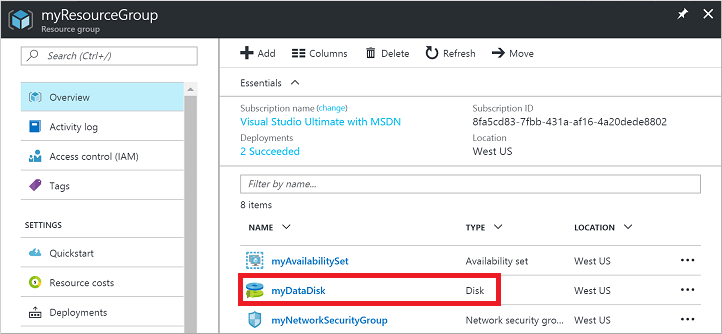 myResourceGroup
Resource group
Search (Ctrl+/)
Overview
Activity log
Access control (IAM)
Tags
SETTINGS
Quickstart
Resource costs
Deployments
Add Columns Delete Refresh Move
Essentials
Subscription name (change) Subscription ID
Visual Studio Ultimate with MSDN 8fa5cd83-7fbb-431a-af16-4a20dede8802
Deployments Location
2 Succeeded West US
Filter by name...
8 items
NAME TYPE LOCATION
myAvailabilitySet Availability set West US
myDataDisk Disk West US
myNetworkSecurityGroup Network security gro... West US